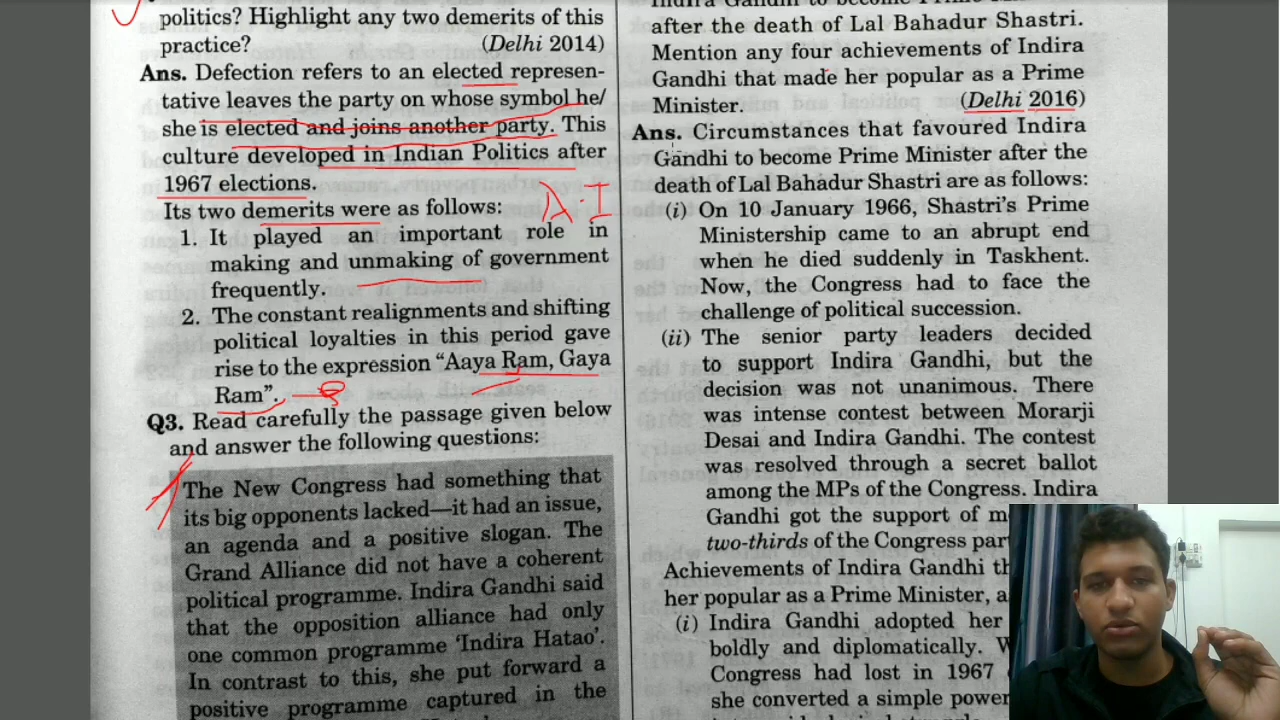 politics? Highlight any two demerits of this
practice? (Delhi 2014)
Ans. Defection refers to an elected represen-
tative leaves the party on whose symbol he/
she is elected and joins another party. This
culture developed in Indian Politics after
1967 elections.
Its two demerits were as follows:
1. It played an important role in
making and unmaking of government
frequently.
2. The constant realignments and shifting
political loyalties in this period gave
rise to the expression “Aaya Ram, Gaya
Ram”.
Q3. Read carefully the passage given below
and answer the following questions:
The New Congress had something that
its big opponents lacked—it had an issue,
an agenda and a positive slogan. The
Grand Alliance did not have a coherent
political programme. Indira Gandhi said
that the opposition alliance had only
one common programme ‘Indira Hatao’.
In contrast to this, she put forward a
positive programme captured in the
after the death of Lal Bahadur Shastri.
Mention any four achievements of Indira
Gandhi that made her popular as a Prime
Minister. (Delhi 2016)
Ans. Circumstances that favoured Indira
Gandhi to become Prime Minister after the
death of Lal Bahadur Shastri are as follows:
(i) On 10 January 1966, Shastri’s Prime
Ministership came to an abrupt end
when he died suddenly in Taskhent.
Now, the Congress had to face the
challenge of political succession.
(ii) The senior party leaders decided
to support Indira Gandhi, but the
decision was not unanimous. There
was intense contest between Morarji
Desai and Indira Gandhi. The contest
was resolved through a secret ballot
among the MPs of the Congress. Indira
Gandhi got the support of
two-thirds of the Congress
Achievements of Indira Gandhi
her popular as a Prime Minister,
(i) Indira Gandhi adopted her
boldly and diplomatically.
Congress had lost in 1967
she converted a simple power